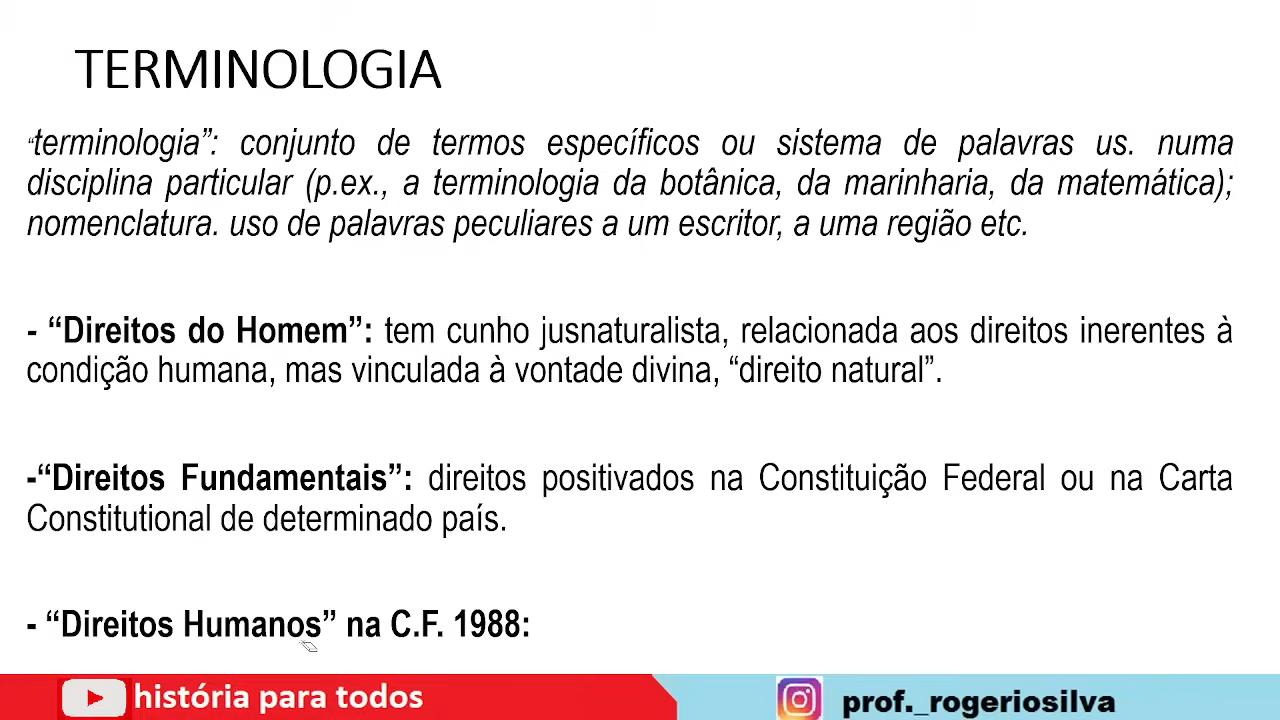 TERMINOLOGIA
“terminologia”: conjunto de termos específicos ou sistema de palavras us. numa
disciplina particular (p.ex., a terminologia da botânica, da marinharia, da matemática);
nomenclatura. uso de palavras peculiares a um escritor, a uma região etc.
- “Direitos do Homem”: tem cunho jusnaturalista, relacionada aos direitos inerentes à
condição humana, mas vinculada à vontade divina, “direito natural”.
-“Direitos Fundamentais”: direitos positivados na Constituição Federal ou na Carta
Constitutional de determinado país.
- “Direitos Humanos” na C.F. 1988:
história para todos
prof._rogeriosilva